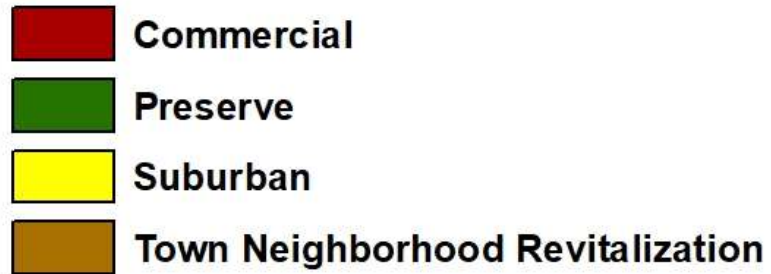 Commercial
Preserve
Suburban
Town Neighborhood Revitalization